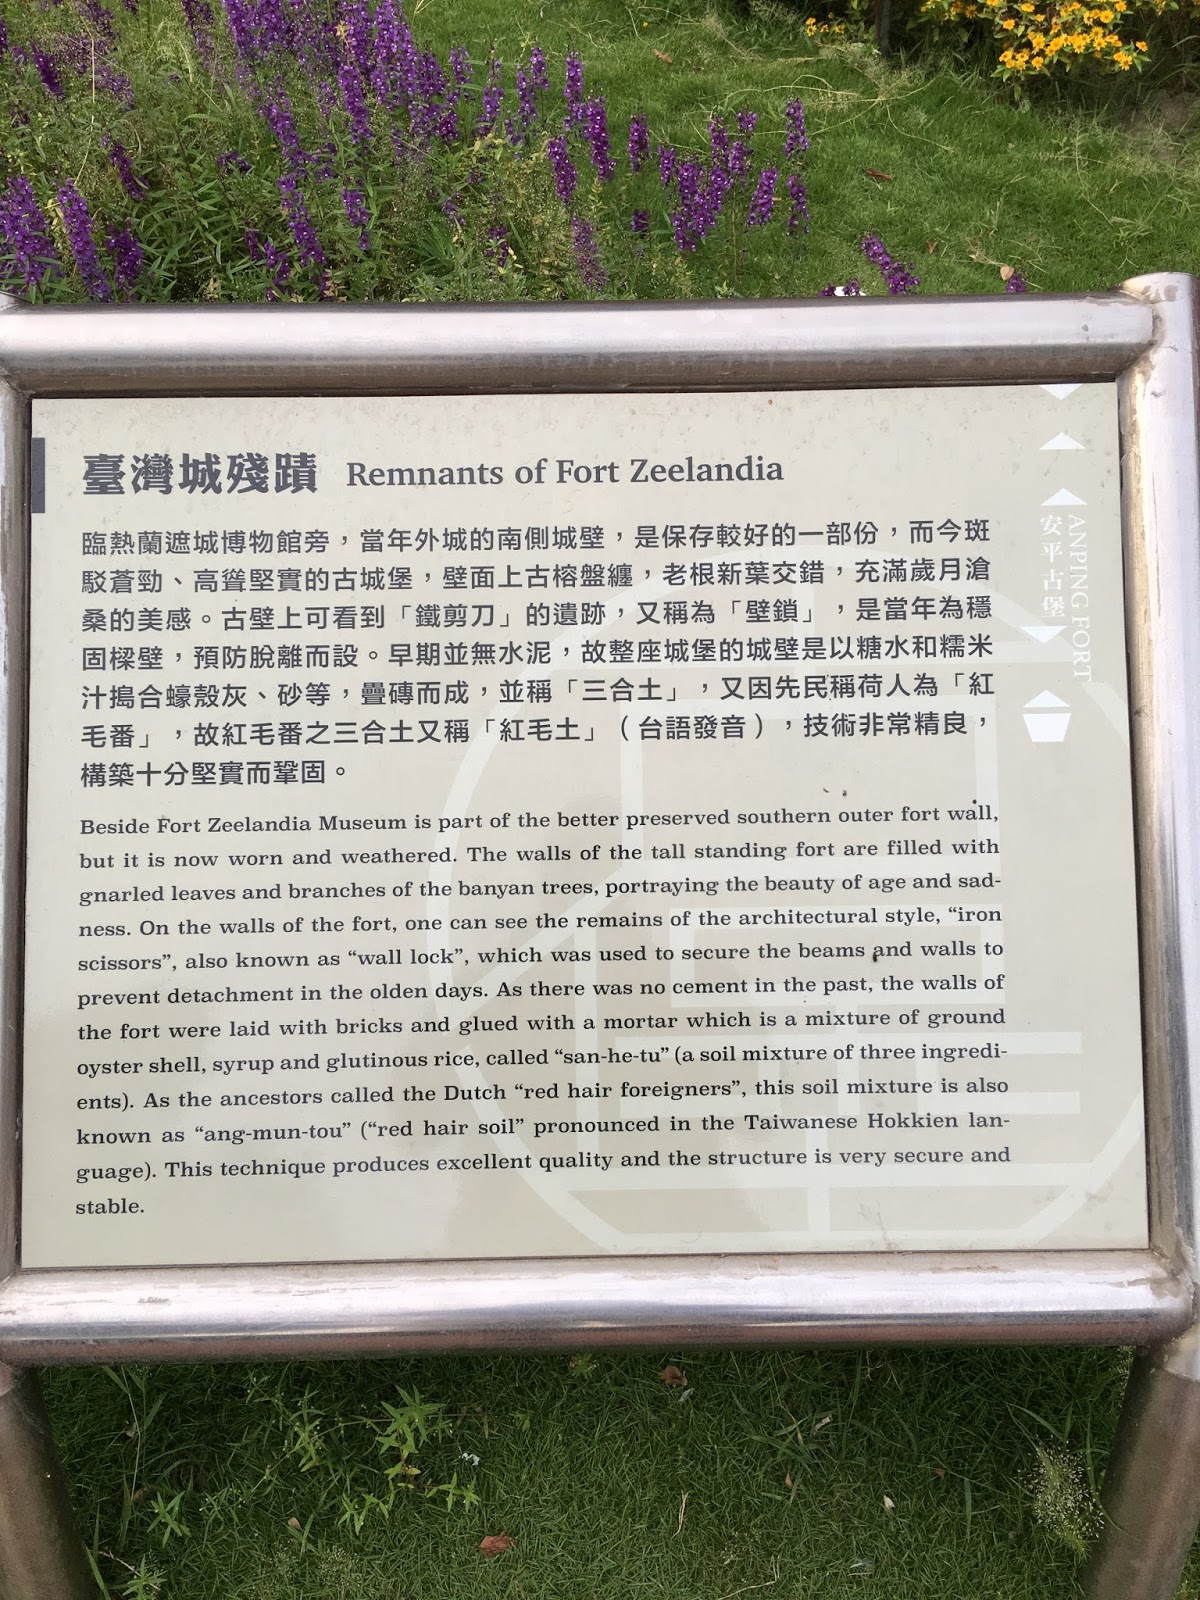 臺灣城殘蹟 Remnants of Fort Zeelandia
臨熱蘭遮城博物館旁，當年外城的南側城壁，是保存較好的一部份，而今斑
駁蒼勁、高聳堅實的古城堡，壁面上古榕盤纏，老根新葉交錯，充滿歲月滄
桑的美感。古壁上可看到「鐵剪刀」的遺跡，又稱為「壁鎖」，是當年為穩
固樑壁，預防脫離而設。早期並無水泥，故整座城堡的城壁是以糖水和糯米
汁搗合蠔殼灰、砂等，疊磚而成，並稱「三合土」，又因先民稱荷人為「紅
毛番」，故紅毛番之三合土又稱「紅毛土」（台語發音），技術非常精良，
構築十分堅實而鞏固。
Beside Fort Zeelandia Museum is part of the better preserved southern outer fort wall,
but it is now worn and weathered. The walls of the tall standing fort are filled with
gnarled leaves and branches of the banyan trees, portraying the beauty of age and sad-
ness. On the walls of the fort, one can see the remains of the architectural style, “iron
scissors”, also known as “wall lock”, which was used to secure the beams and walls to
prevent detachment in the olden days. As there was no cement in the past, the walls of
the fort were laid with bricks and glued with a mortar which is a mixture of ground
oyster shell, syrup and glutinous rice, called “san-he-tu” (a soil mixture of three ingredi-
ents). As the ancestors called the Dutch “red hair foreigners”, this soil mixture is also
known as “ang-mun-tou” (“red hair soil” pronounced in the Taiwanese Hokkien lan-
guage). This technique produces excellent quality and the structure is very secure and
stable.
ANPING FORT
安平古堡